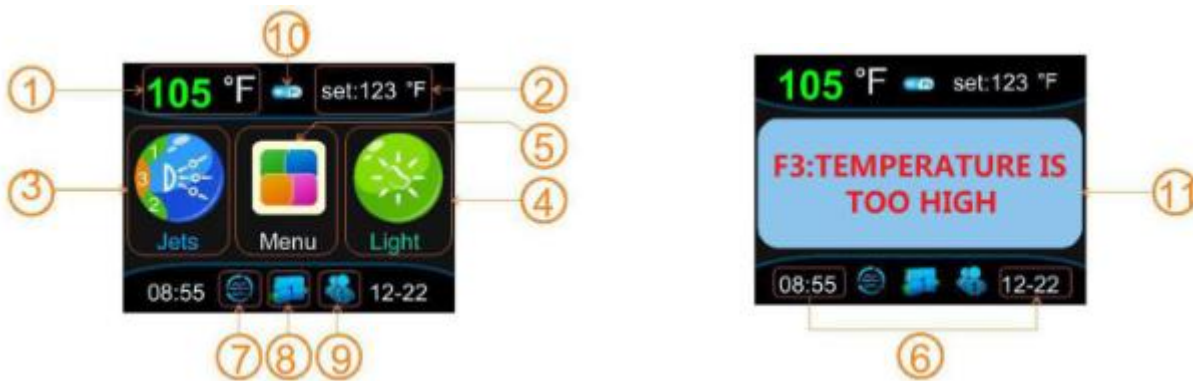 ⑩
① 105 °F set:123 °F ②
⑤
1
3
2
③ ④
Jets Menu Light
08:55 12-22
⑦ ⑧ ⑨
105 °F set:123 °F
F3:TEMPERATURE IS
TOO HIGH
⑪
08:55 12-22
⑥